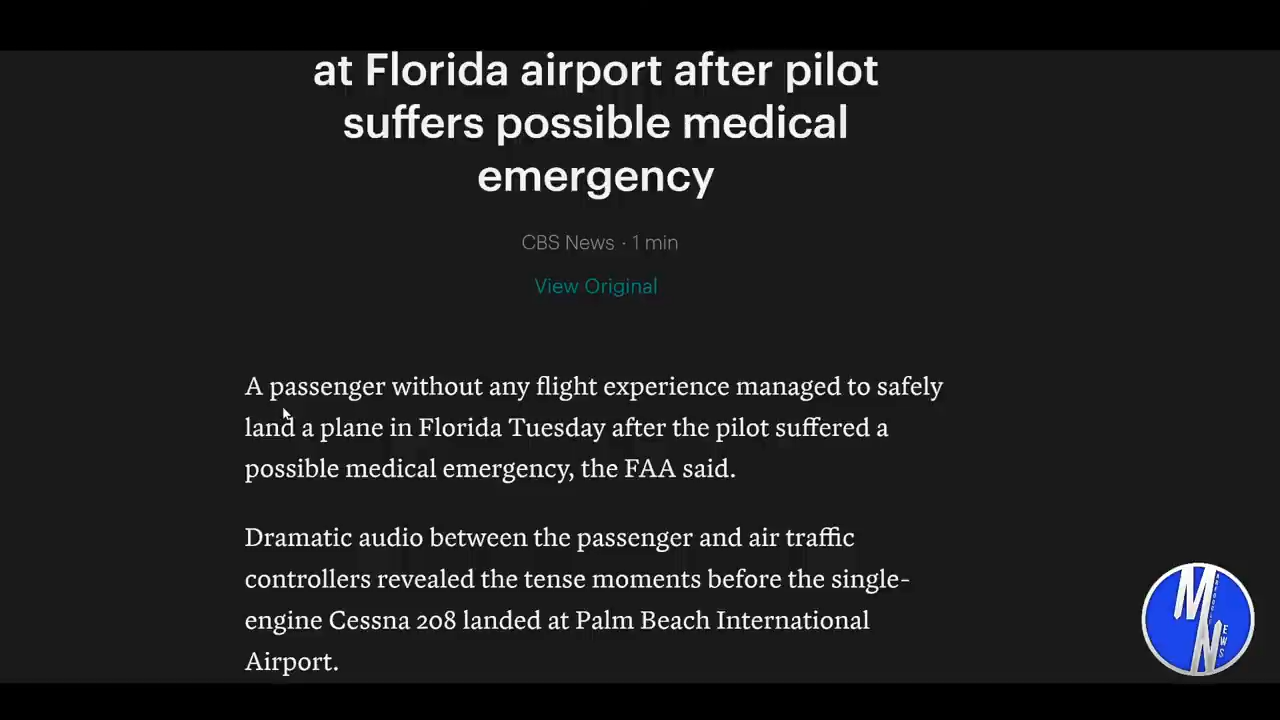 at Florida airport after pilot
suffers possible medical
emergency
CBS News · 1 min
View Original
A passenger without any flight experience managed to safely
land a plane in Florida Tuesday after the pilot suffered a
possible medical emergency, the FAA said.
Dramatic audio between the passenger and air traffic
controllers revealed the tense moments before the single-
engine Cessna 208 landed at Palm Beach International
Airport.
MN